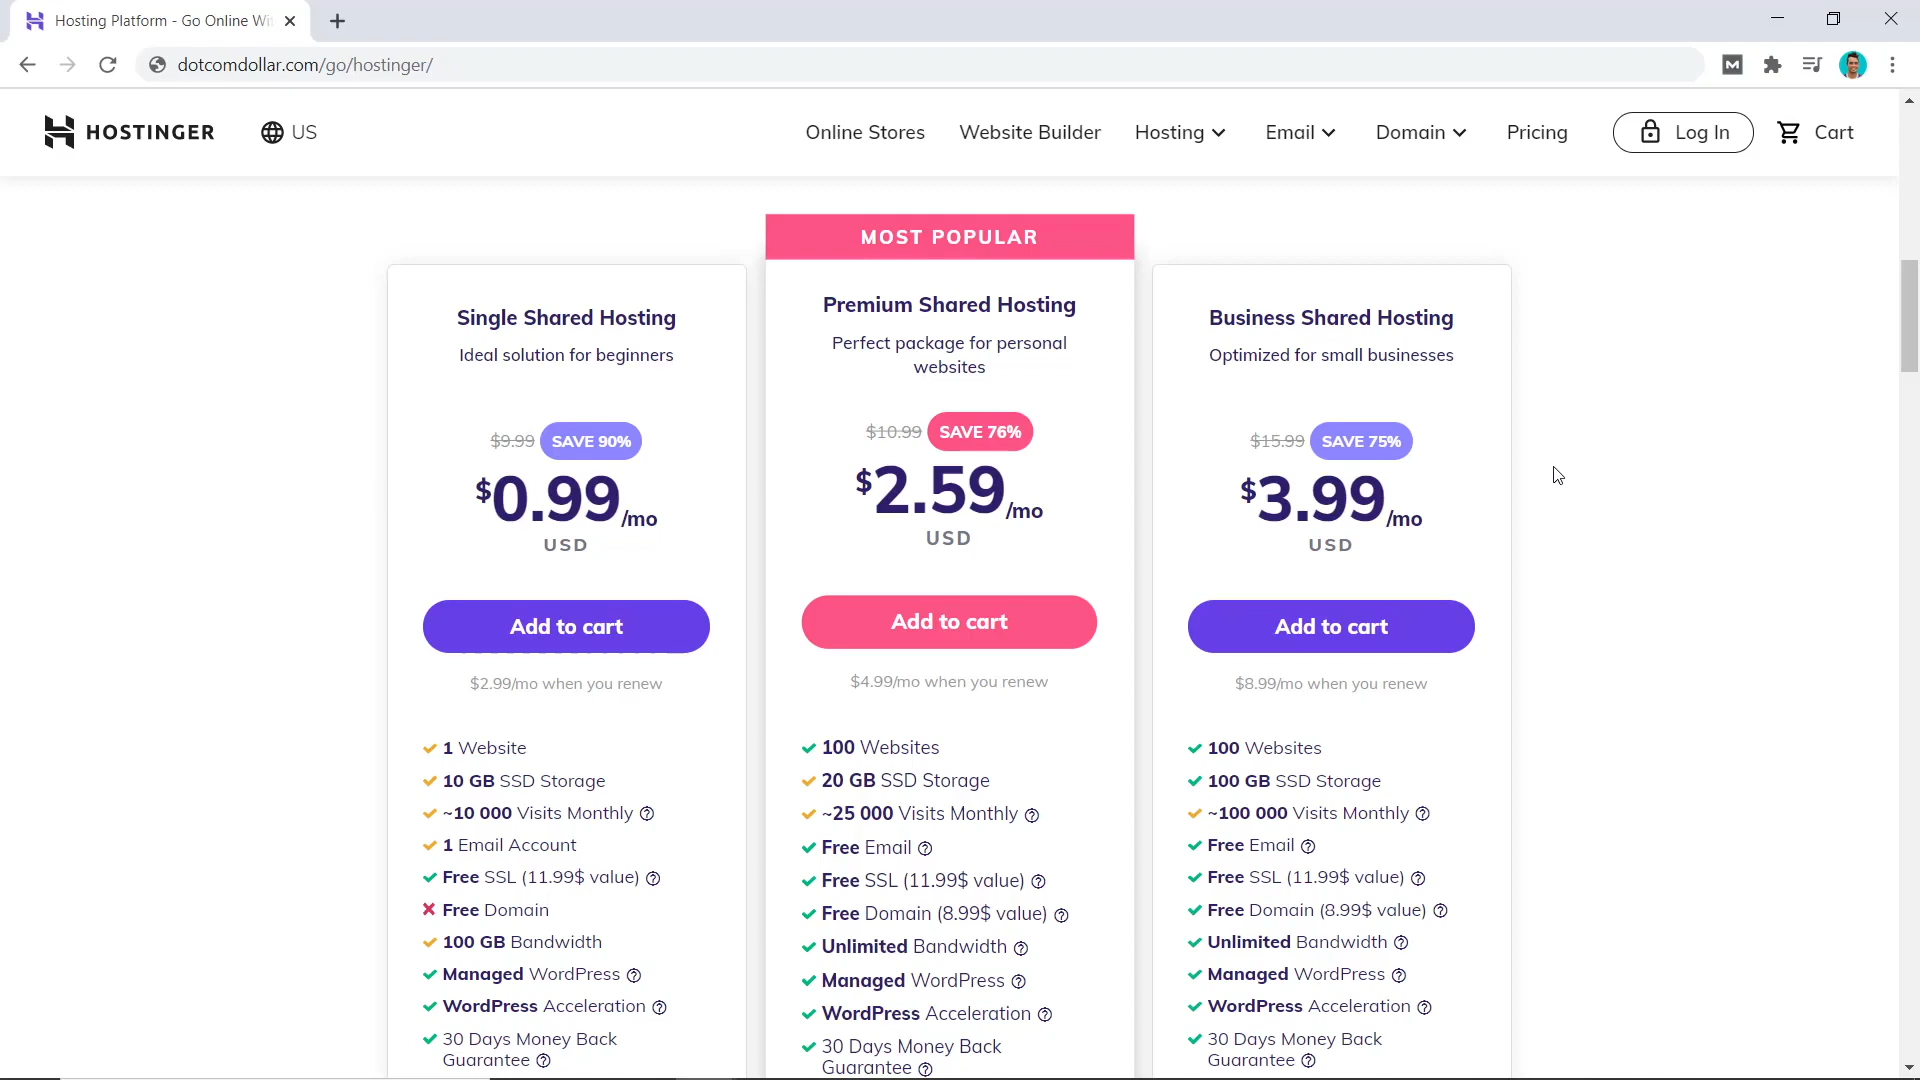 Hosting Platform - Go Online Wit
dotcomdollar.com/go/hostinger/
HOSTINGER
US
Online Stores
Website Builder
Hosting
Email
Domain
Pricing
Log In
Cart
MOST POPULAR
Single Shared Hosting
Ideal solution for beginners
$9.99 SAVE 90%
$0.99/mo
USD
Add to cart
$2.99/mo when you renew
1 Website
10 GB SSD Storage
~10 000 Visits Monthly
1 Email Account
Free SSL (11.99$ value)
Free Domain
100 GB Bandwidth
Managed WordPress
WordPress Acceleration
30 Days Money Back
Guarantee
Premium Shared Hosting
Perfect package for personal
websites
$10.99 SAVE 76%
$2.59/mo
USD
Add to cart
$4.99/mo when you renew
100 Websites
20 GB SSD Storage
~25 000 Visits Monthly
Free Email
Free SSL (11.99$ value)
Free Domain (8.99$ value)
Unlimited Bandwidth
Managed WordPress
WordPress Acceleration
30 Days Money Back
Guarantee
Business Shared Hosting
Optimized for small businesses
$15.99 SAVE 75%
$3.99/mo
USD
Add to cart
$8.99/mo when you renew
100 Websites
100 GB SSD Storage
~100 000 Visits Monthly
Free Email
Free SSL (11.99$ value)
Free Domain (8.99$ value)
Unlimited Bandwidth
Managed WordPress
WordPress Acceleration
30 Days Money Back
Guarantee